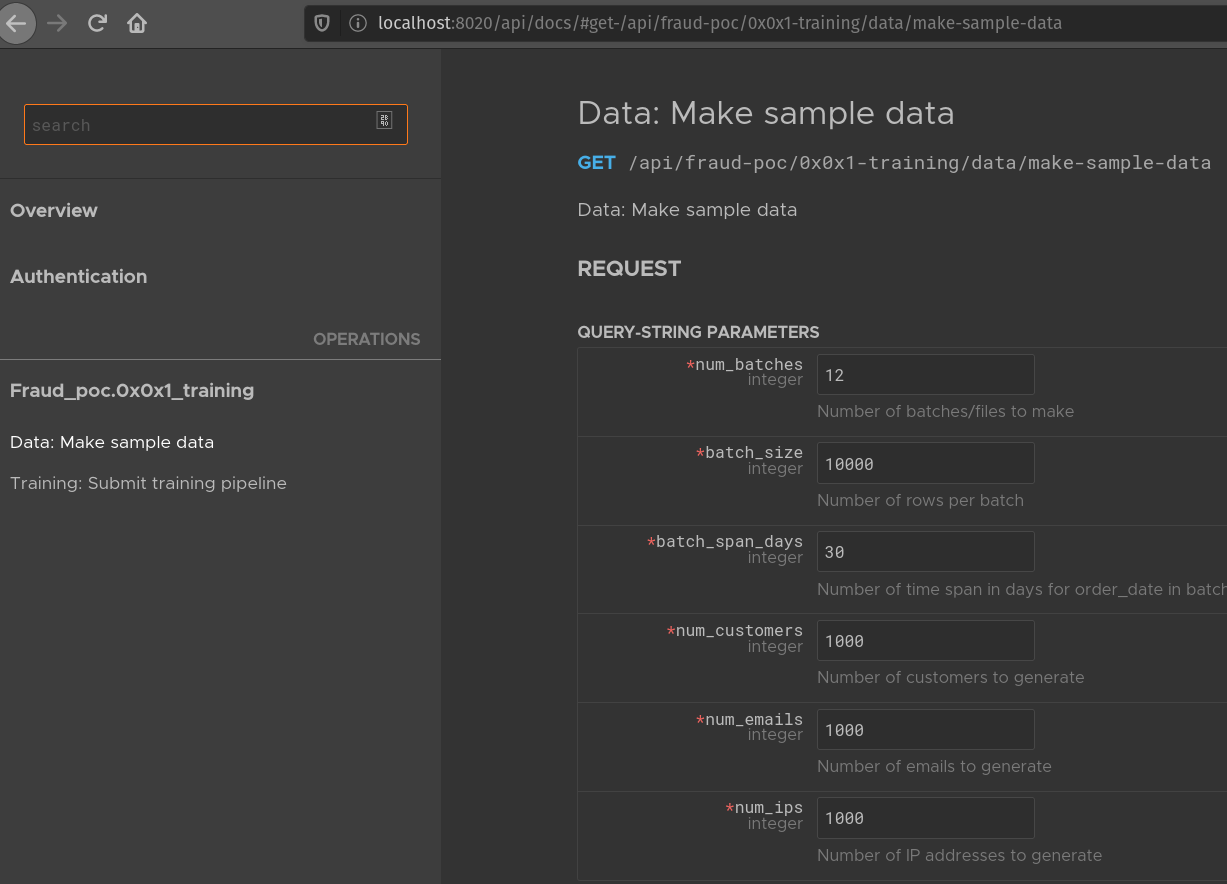 localhost:8020/api/docs/#get-/api/fraud-poc/0x0x1-training/data/make-sample-data
search
Overview
Authentication
OPERATIONS
Fraud_poc.0x0x1_training
Data: Make sample data
Training: Submit training pipeline
Data: Make sample data
GET /api/fraud-poc/0x0x1-training/data/make-sample-data
Data: Make sample data
REQUEST
QUERY-STRING PARAMETERS
*num_batches
integer
12
Number of batches/files to make
*batch_size
integer
10000
Number of rows per batch
*batch_span_days
integer
30
Number of time span in days for order_date in batch
*num_customers
integer
1000
Number of customers to generate
*num_emails
integer
1000
Number of emails to generate
*num_ips
integer
1000
Number of IP addresses to generate